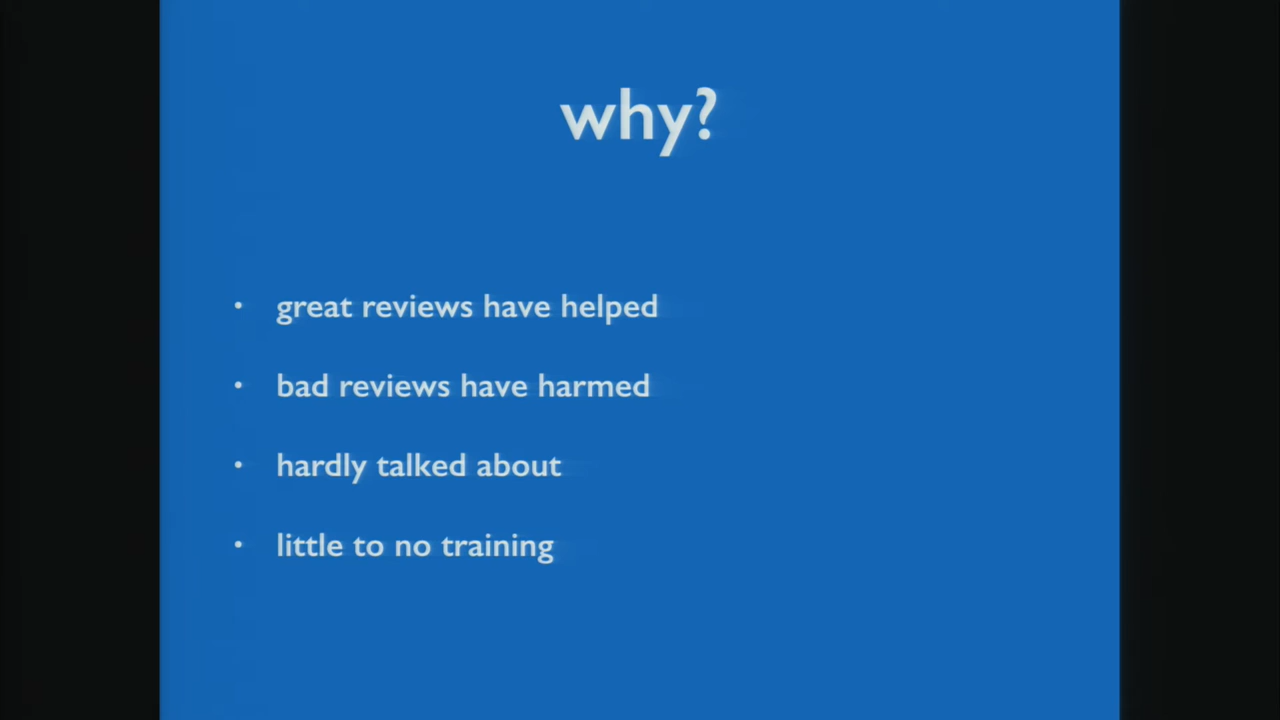 why?
• great reviews have helped
• bad reviews have harmed
• hardly talked about
• little to no training